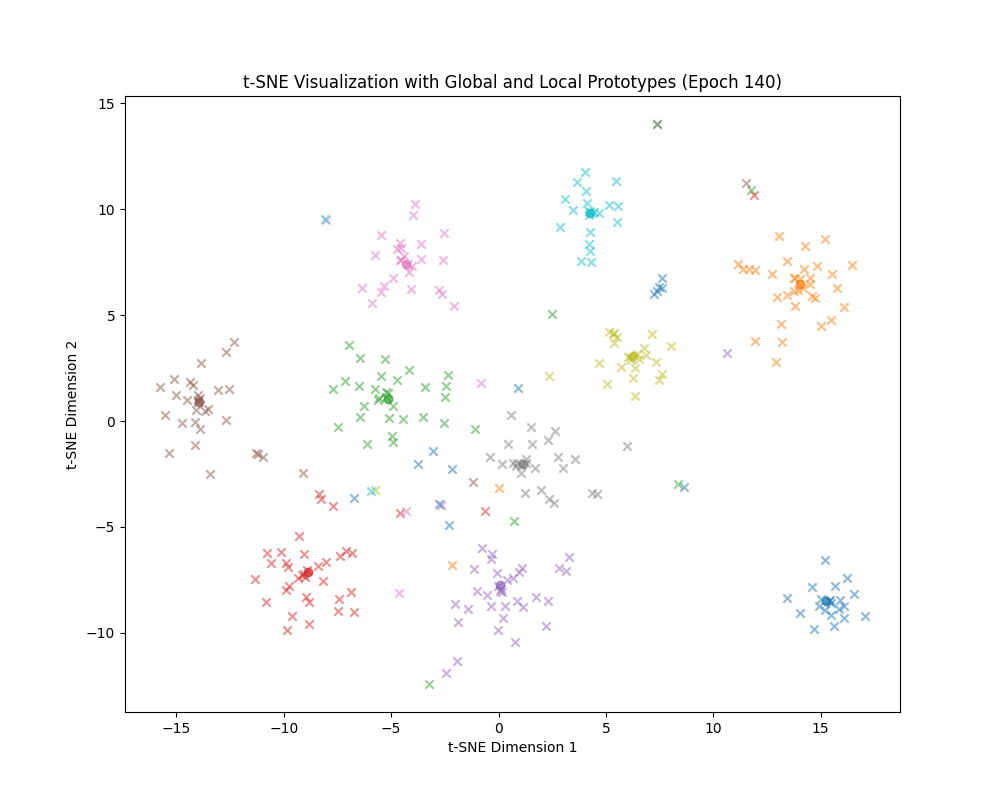 t-SNE Visualization with Global and Local Prototypes (Epoch 140)
15
10
5
0
−5
−10
t-SNE Dimension 2
−15 −10 −5 0 5 10 15
t-SNE Dimension 1